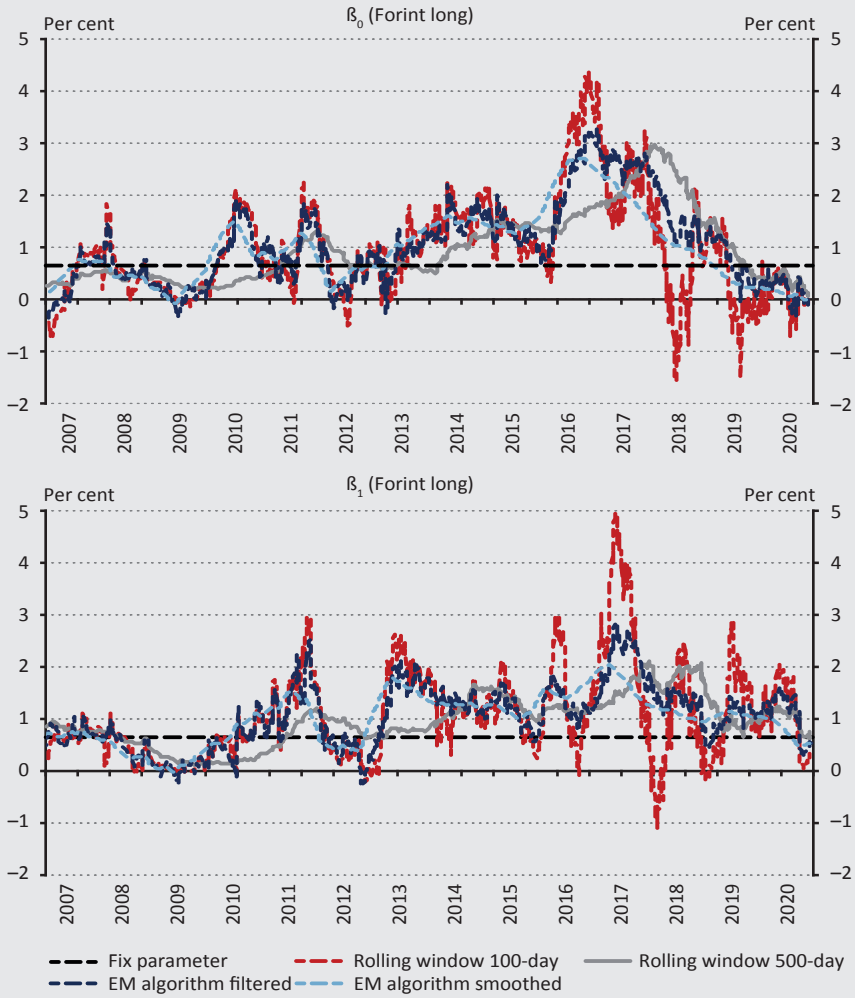 ß₀ (Forint long)
Per cent Per cent
5 5
4 4
3 3
2 2
1 1
0 0
–1 –1
–2 –2
2007 2008 2009 2010 2011 2012 2013 2014 2015 2016 2017 2018 2019 2020
ß₁ (Forint long)
Per cent Per cent
5 5
4 4
3 3
2 2
1 1
0 0
–1 –1
–2 –2
2007 2008 2009 2010 2011 2012 2013 2014 2015 2016 2017 2018 2019 2020
Fix parameter Rolling window 100-day Rolling window 500-day
EM algorithm filtered EM algorithm smoothed